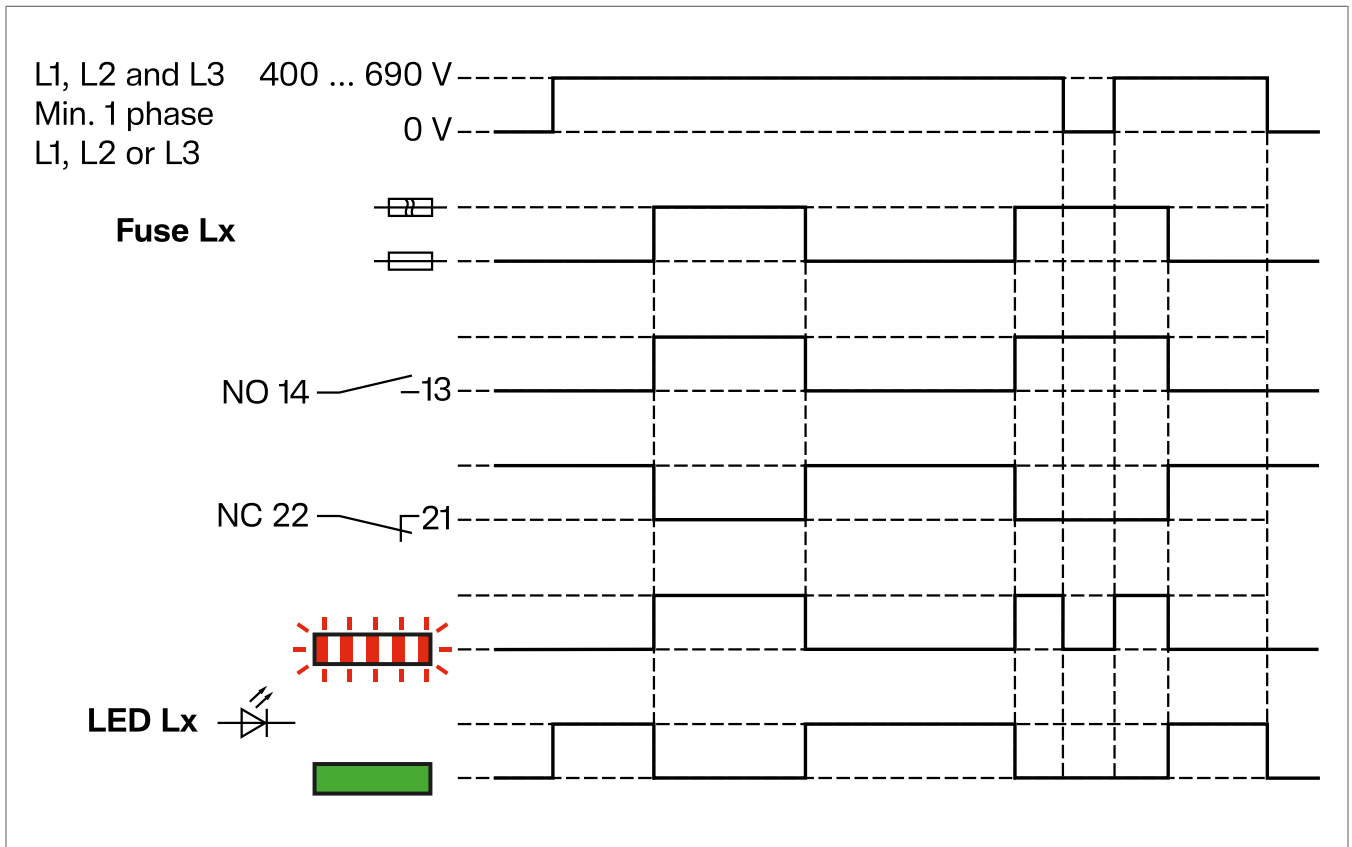 L1, L2 and L3 400 ... 690 V
Min. 1 phase
0 V
L1, L2 or L3
Fuse Lx
NO 14 13
NC 22 21
LED Lx